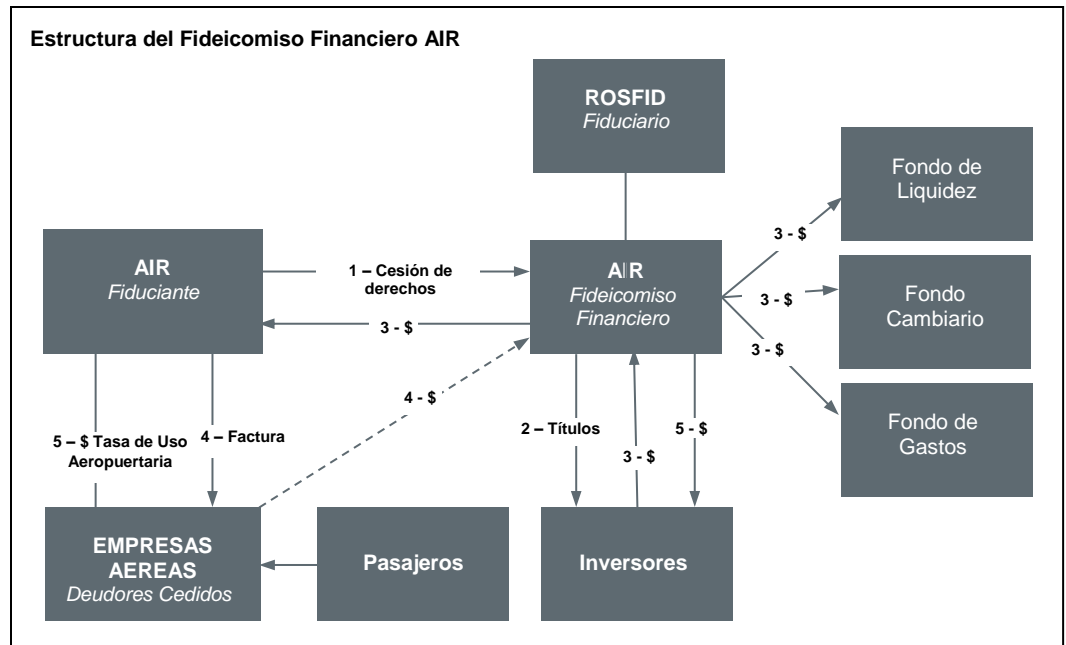 Estructura del Fideicomiso Financiero AIR
ROSFID
Fiduciario
Fondo de
Liquidez
3 - $
AIR
Fiduciante
1 – Cesión de
derechos
AIR
Fideicomiso
Financiero
3 - $
Fondo
Cambiario
3 - $
3 - $
4 - $
5 – $ Tasa de Uso
Aeropuertaria
4 – Factura
2 – Títulos
5 - $
3 - $
Fondo de
Gastos
EMPRESAS
AEREAS
Deudores Cedidos
Pasajeros
Inversores